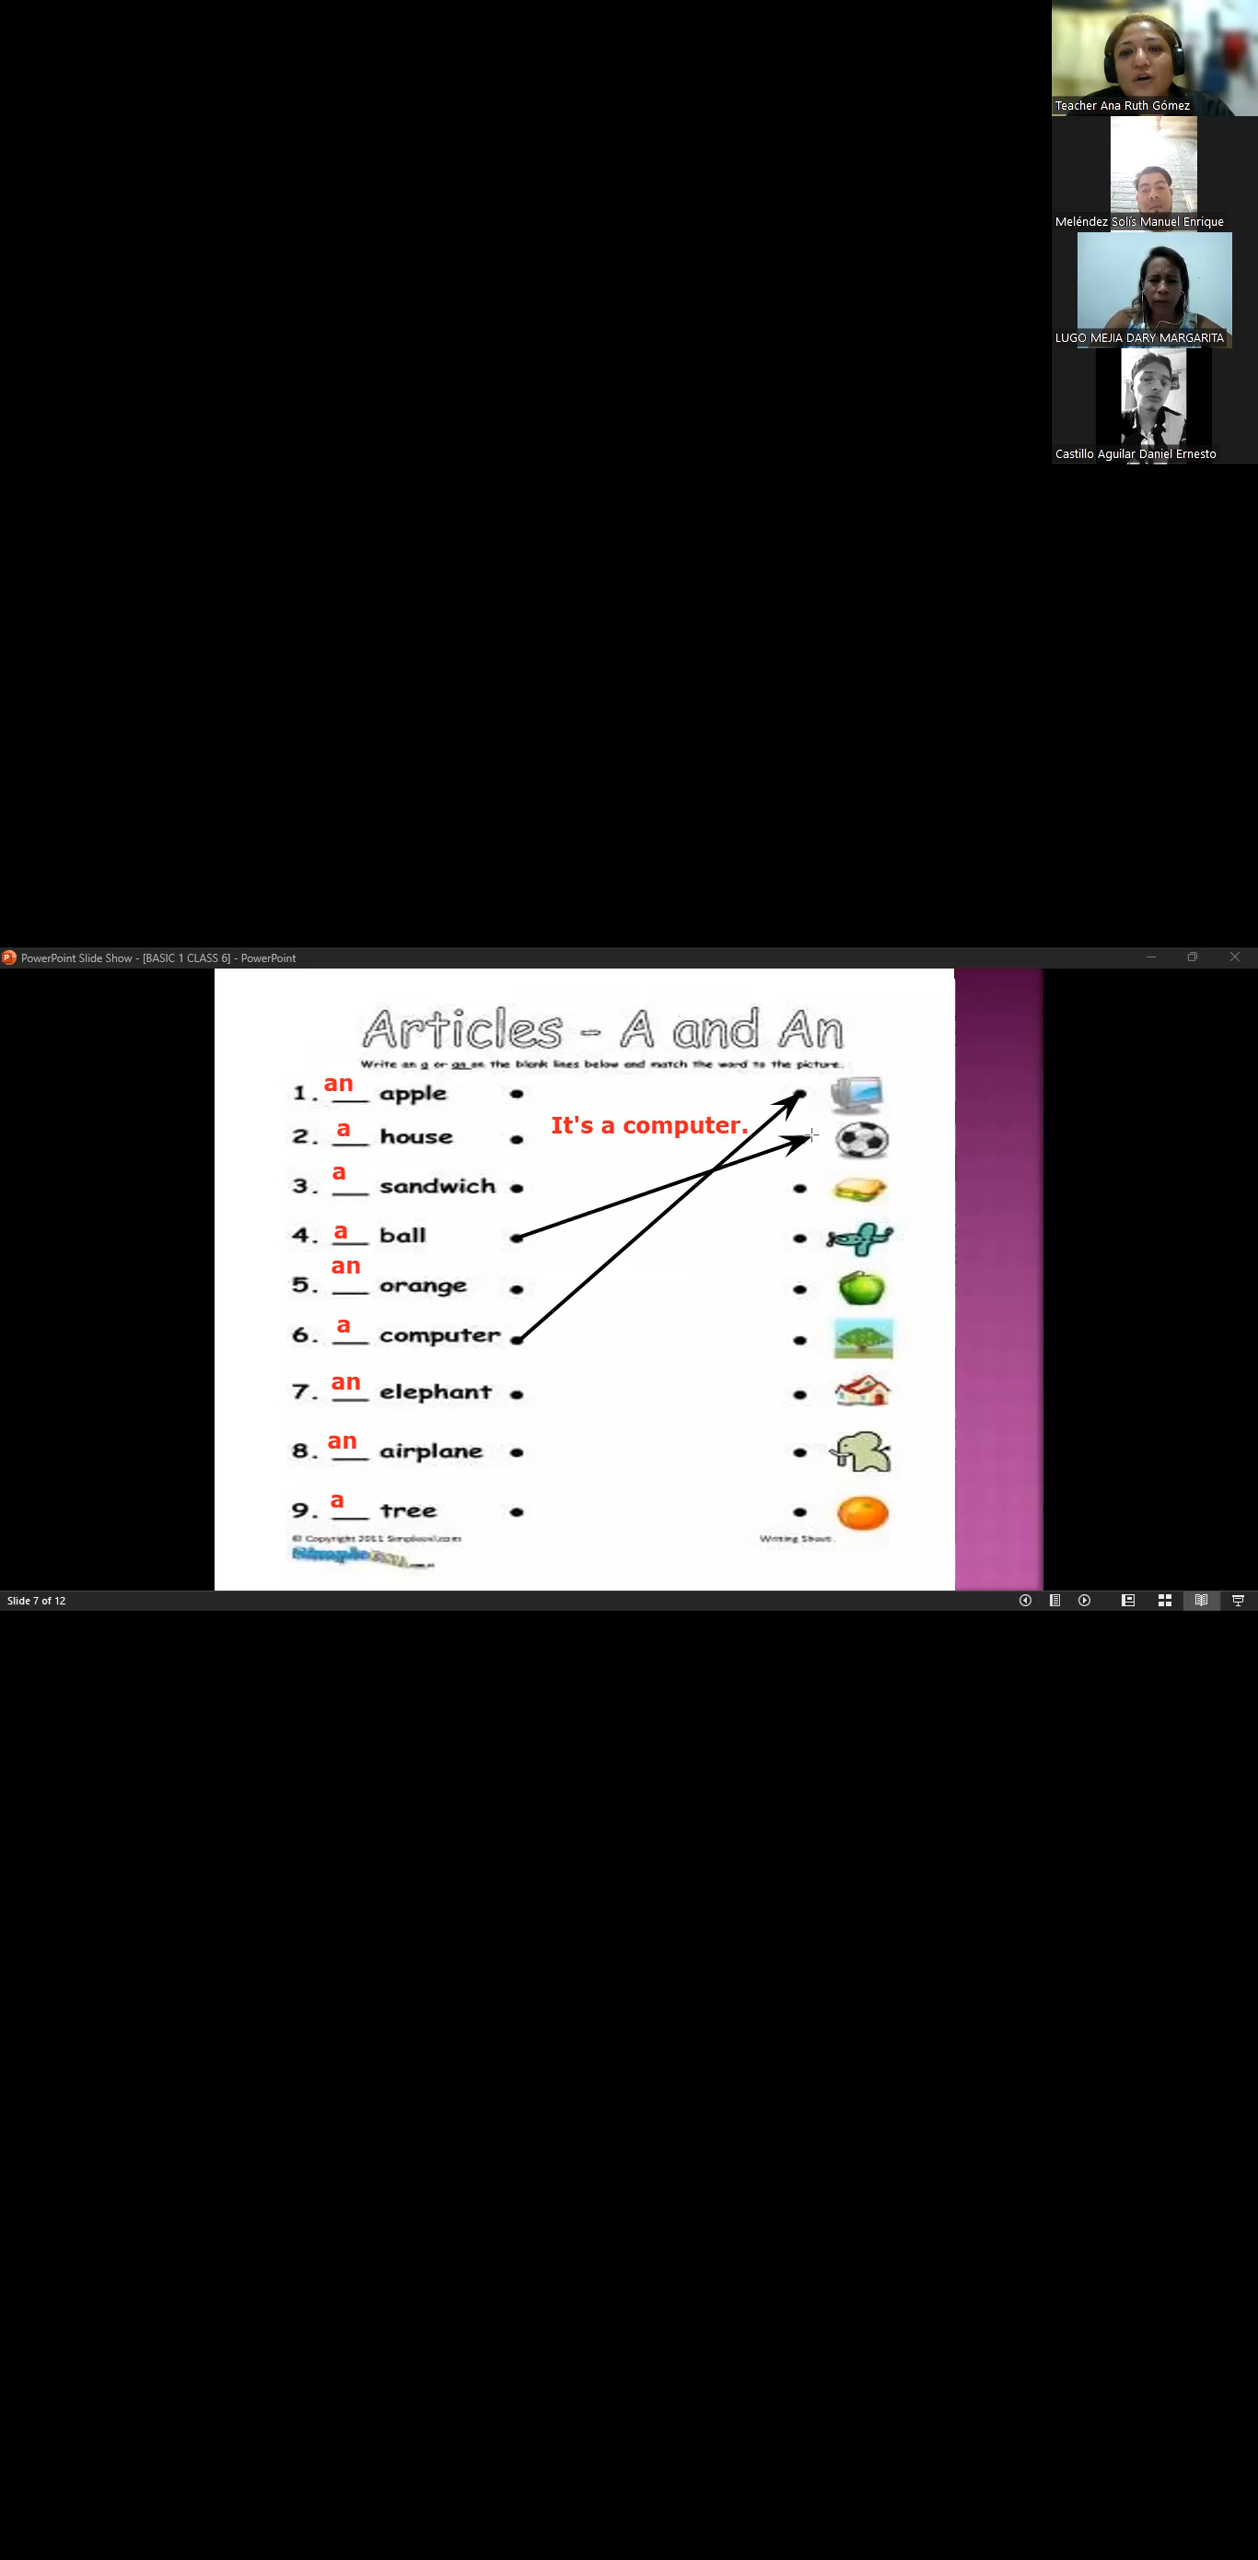 Teacher Ana Ruth Gómez
Meléndez Solís Manuel Enrique
LUGO MEJIA DARY MARGARITA
Castillo Aguilar Daniel Ernesto
PowerPoint Slide Show - [BASIC 1 CLASS 6] - PowerPoint
Articles - A and An
Write an a or an on the blank lines below and match the word to the picture.
1. an apple
It's a computer.
2. a house
3. a sandwich
4. a ball
5. an orange
6. a computer
7. an elephant
8. an airplane
9. a tree
© Copyright 2011
Slide 7 of 12